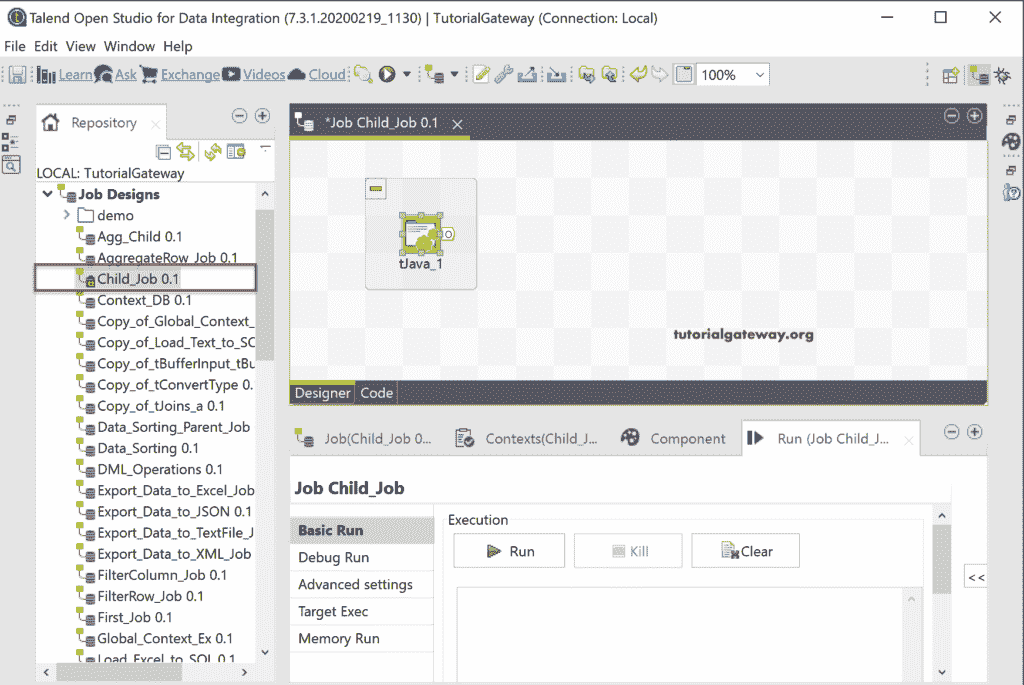 Talend Open Studio for Data Integration (7.3.1.20200219_1130) | TutorialGateway (Connection: Local)
File Edit View Window Help
Learn Ask Exchange Videos Cloud 100%
Repository
LOCAL: TutorialGateway
Job Designs
demo
Agg_Child 0.1
AggregateRow_Job 0.1
Child_Job 0.1
Context_DB 0.1
Copy_of_Global_Context_
Copy_of_Load_Text_to_SC
Copy_of_tBufferInput_tBu
Copy_of_tConvertType 0.
Copy_of_tJoins_a 0.1
Data_Sorting_Parent_Job
Data_Sorting 0.1
DML_Operations 0.1
Export_Data_to_Excel_Job
Export_Data_to_JSON 0.1
Export_Data_to_TextFile_J
Export_Data_to_XML_Job
FilterColumn_Job 0.1
FilterRow_Job 0.1
First_Job 0.1
Global_Context_Ex 0.1
Load_Excel_to_SQL 0.1
*Job Child_Job 0.1
tJava_1
tutorialgateway.org
Designer Code
Job(Child_Job 0... Contexts(Child_J... Component Run (Job Child_J...
Job Child_Job
Basic Run
Debug Run
Advanced settings
Target Exec
Memory Run
Execution
Run Kill Clear
<<